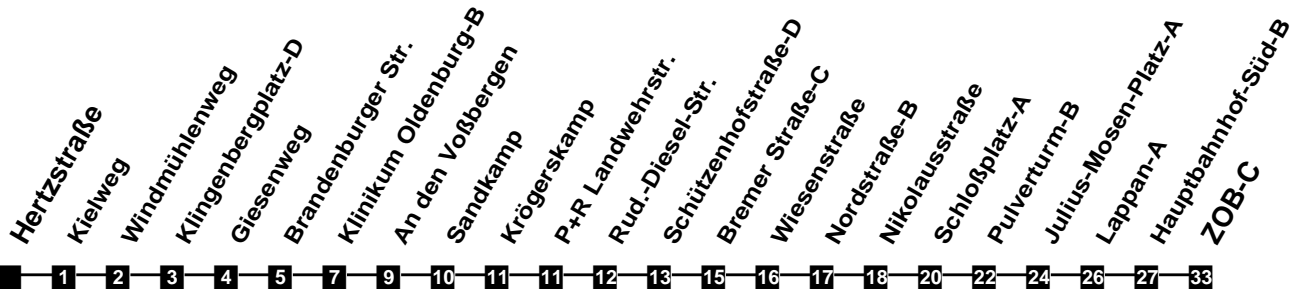 Hertzstraße
Kielweg
Windmühlenweg
Klingenbergplatz-D
Giesenweg
Brandenburger Str.
Klinikum Oldenburg-B
An den Voßbergen
Sandkamp
Krögerskamp
P+R Landwehrstr.
Rud.-Diesel-Str.
Schützenhofstraße-D
Bremer Straße-C
Wiesenstraße
Nordstraße-B
Nikolausstraße
Schloßplatz-A
Pulverturm-B
Julius-Mosen-Platz-A
Lappan-A
Hauptbahnhof-Süd-B
ZOB-C
1 2 3 4 5 7 9 10 11 11 12 13 15 16 17 18 20 22 24 26 27 33